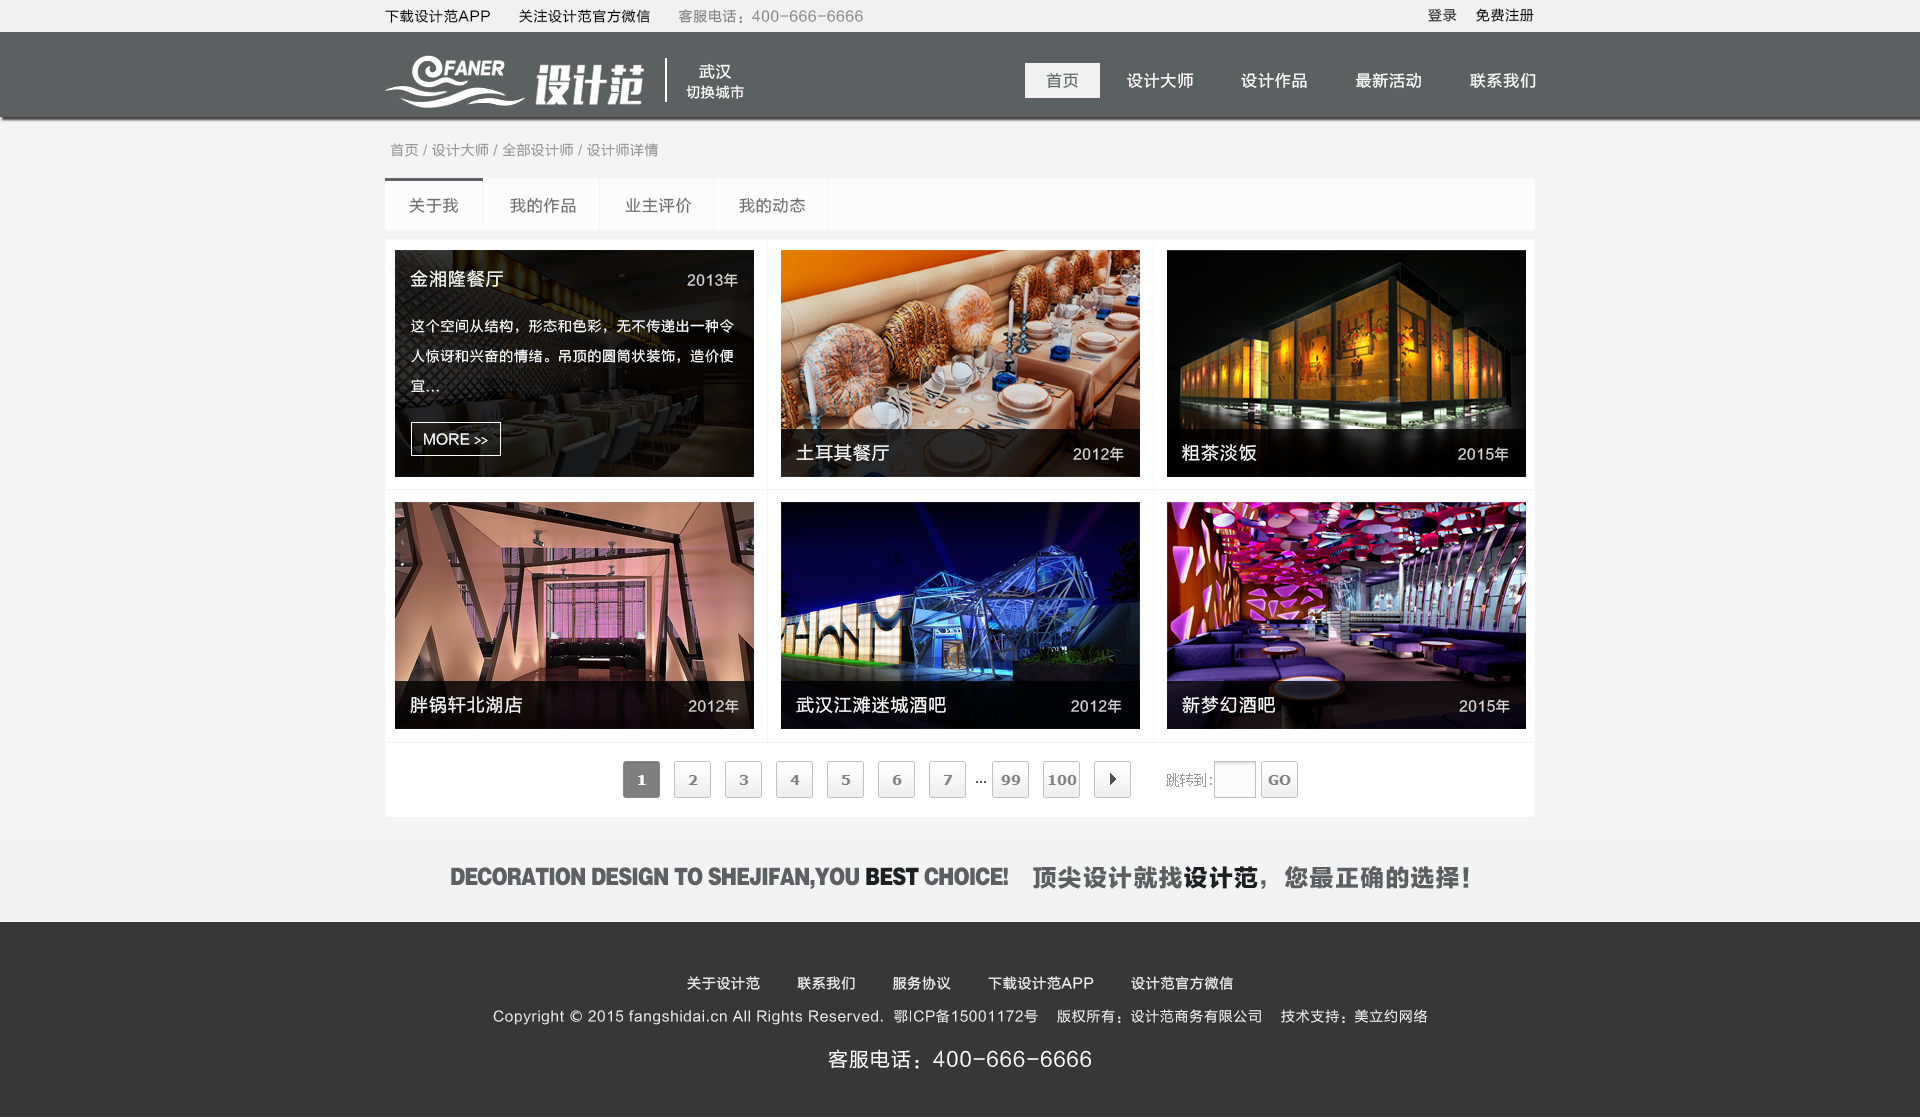 下载设计范APP 关注设计范官方微信 客服电话：400-666-6666 登录 免费注册
FANER 设计范 武汉 切换城市 首页 设计大师 设计作品 最新活动 联系我们
首页 / 设计大师 / 全部设计师 / 设计师详情
关于我 我的作品 业主评价 我的动态
金湘隆餐厅 2013年
这个空间从结构，形态和色彩，无不传递出一种令
人惊讶和兴奋的情绪。吊顶的圆筒状装饰，造价便
宜...
MORE >>
土耳其餐厅 2012年
粗茶淡饭 2015年
胖锅轩北湖店 2012年
武汉江滩迷城酒吧 2012年
新梦幻酒吧 2015年
1 2 3 4 5 6 7 ... 99 100 跳转到: GO
DECORATION DESIGN TO SHEJIFAN,YOU BEST CHOICE! 顶尖设计就找设计范，您最正确的选择！
关于设计范 联系我们 服务协议 下载设计范APP 设计范官方微信
Copyright © 2015 fangshidai.cn All Rights Reserved. 鄂ICP备15001172号 版权所有：设计范商务有限公司 技术支持：美立约网络
客服电话：400-666-6666